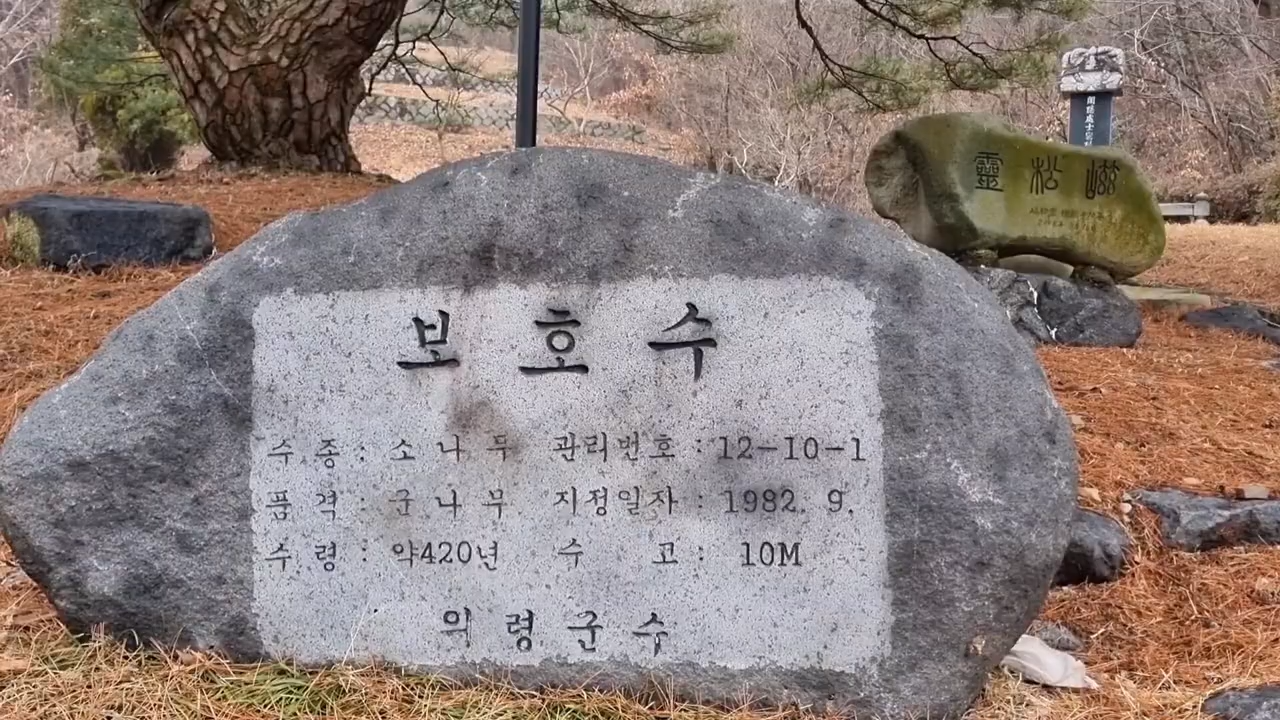 보호수
수 종 : 소 나 무 관리번호 : 12-10-1
품 격 : 군 나 무 지정일자 : 1982. 9.
수 령 : 약420년 수 고 : 10M
의 령 군 수
靈 松